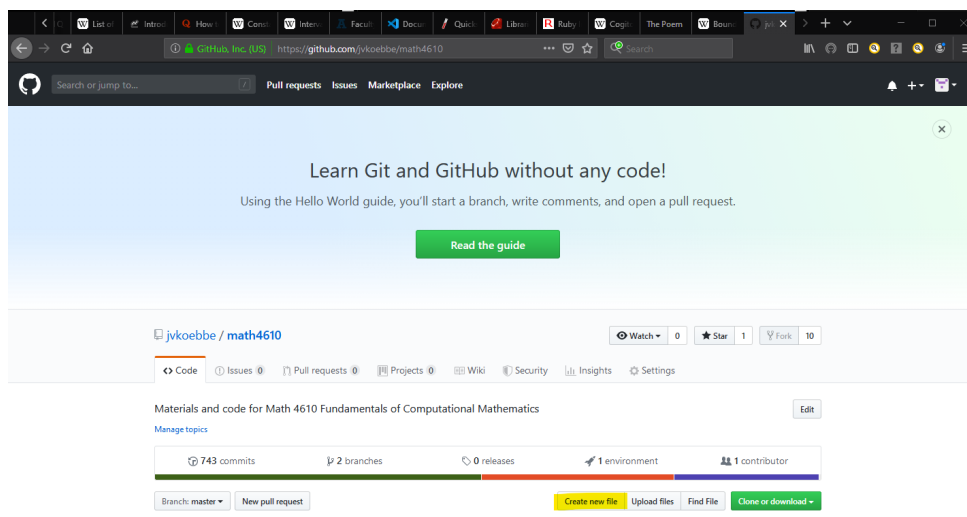 List of
Introd
How
Const
Interv
Facult
Docum
Quick
Librar
Ruby
Cogito
The Poem
Bound
GitHub, Inc. (US) https://github.com/jvkoebbe/math4610
Search
Search or jump to... /
Pull requests Issues Marketplace Explore
Learn Git and GitHub without any code!
Using the Hello World guide, you'll start a branch, write comments, and open a pull request.
Read the guide
jvkoebbe / math4610
Watch 0 Star 1 Fork 10
Code Issues 0 Pull requests 0 Projects 0 Wiki Security Insights Settings
Materials and code for Math 4610 Fundamentals of Computational Mathematics
Edit
Manage topics
743 commits 2 branches 0 releases 1 environment 1 contributor
Branch: master New pull request Create new file Upload files Find File Clone or download